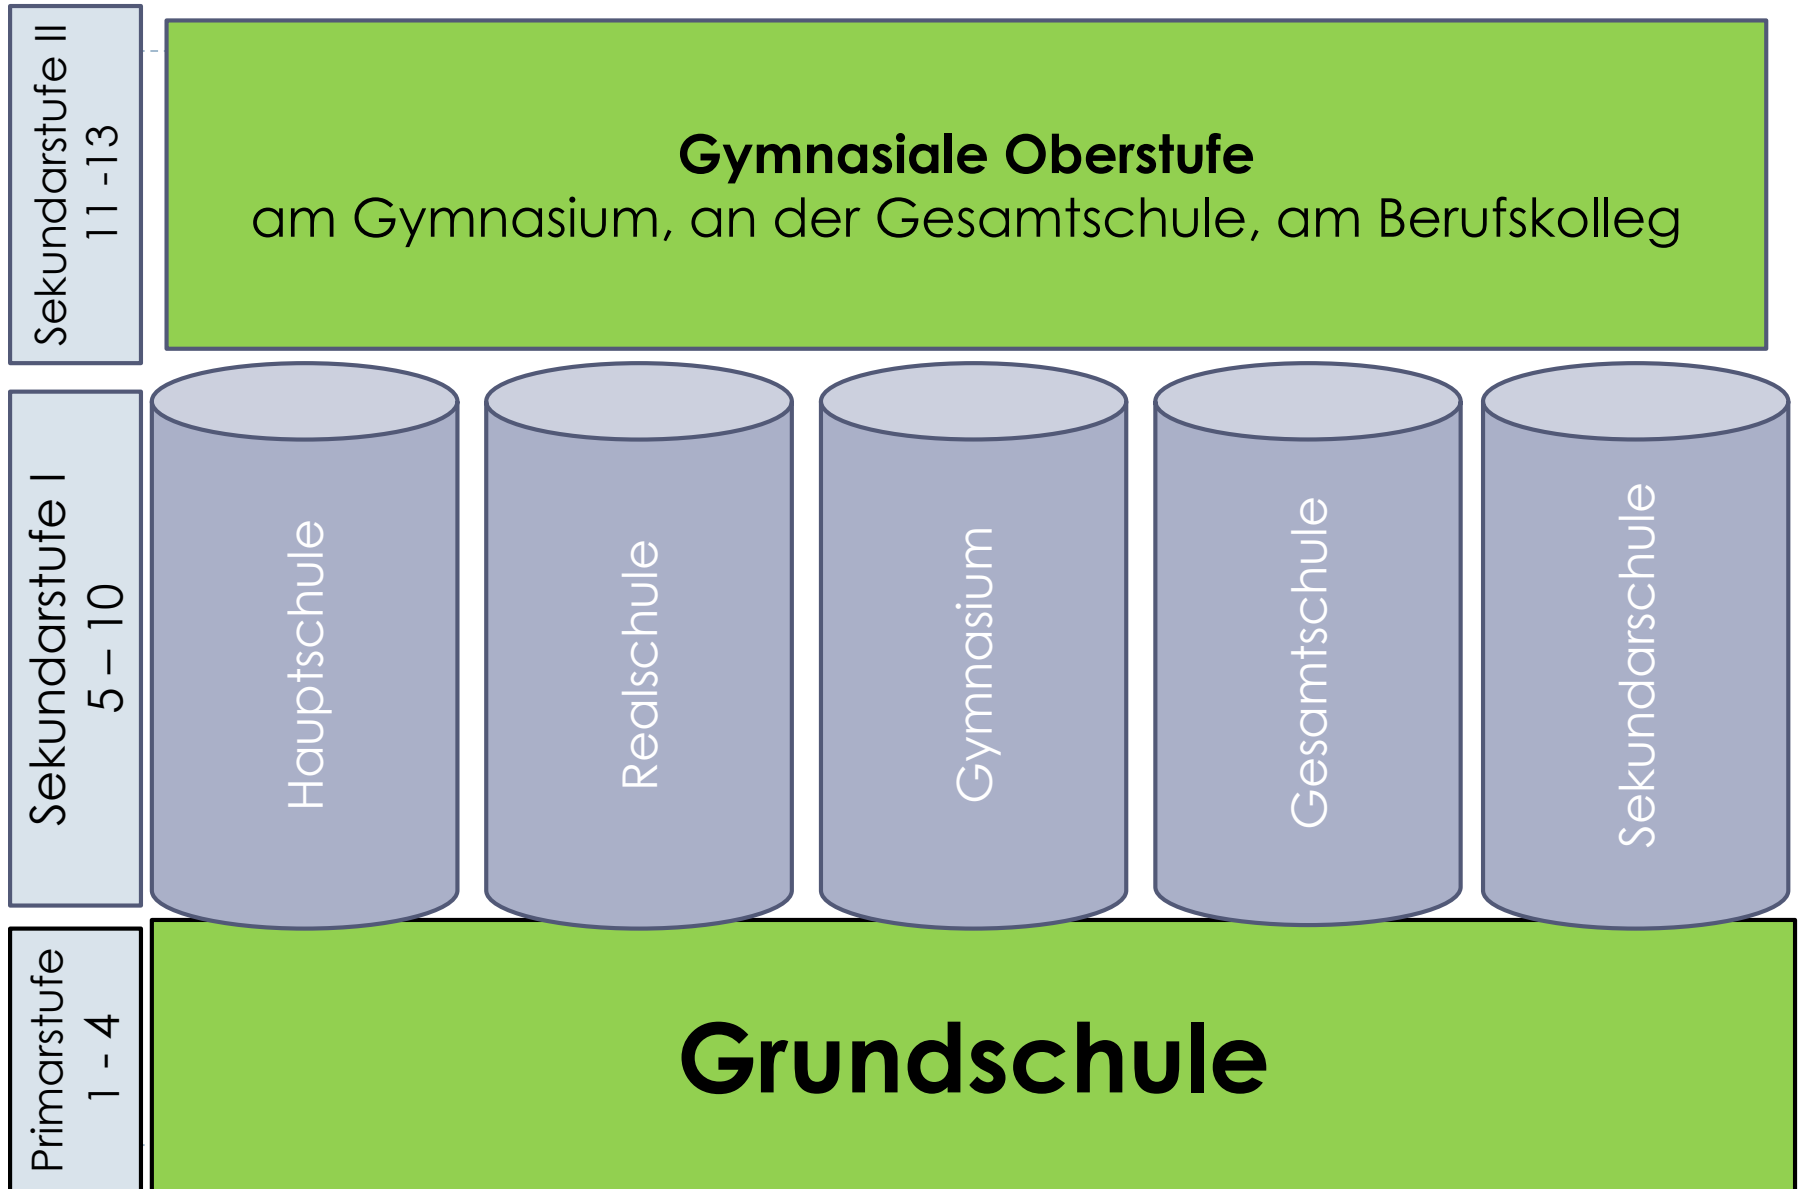 Sekundarstufe II
11 -13
Gymnasiale Oberstufe
am Gymnasium, an der Gesamtschule, am Berufskolleg
Sekundarstufe I
5 – 10
Hauptschule
Realschule
Gymnasium
Gesamtschule
Sekundarschule
Primarstufe
1 - 4
Grundschule